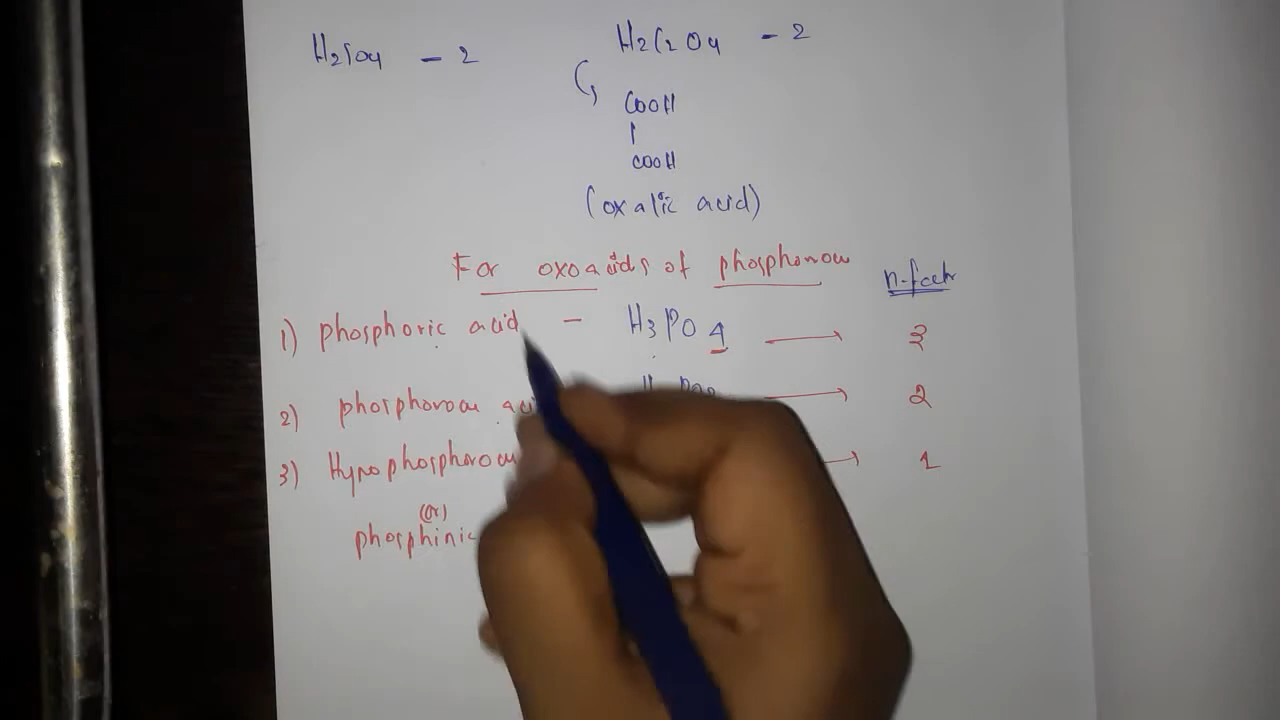 H2SO4 - 2 H2C2O4 - 2
COOH
COOH
(oxalic acid)
For oxoacids of phosphorous
n-factr
1) phosphoric acid - H3PO4 → 3
2) phosphorous → 2
3) Hypophosphorous → 1
(or)
phosphinic